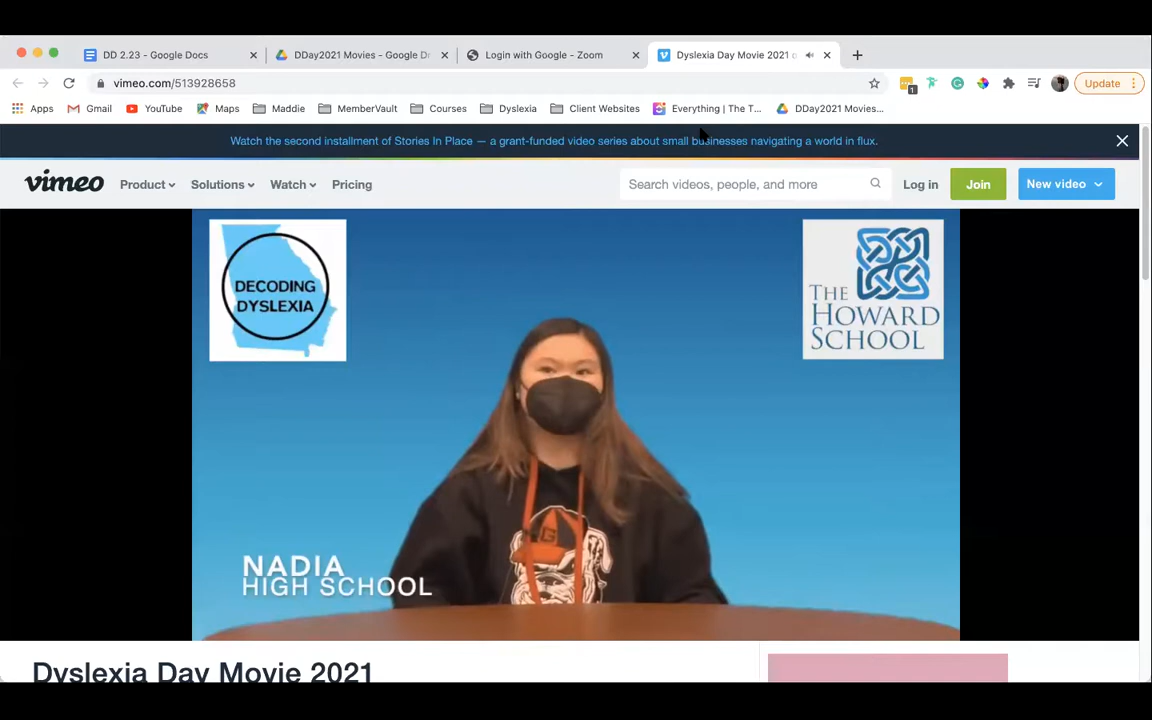 DD 2.23 - Google Docs
DDay2021 Movies - Google Dr
Login with Google - Zoom
Dyslexia Day Movie 2021 o
vimeo.com/513928658
1
Update
Apps
Gmail
YouTube
Maps
Maddie
MemberVault
Courses
Dyslexia
Client Websites
Everything | The T...
DDay2021 Movies...
Watch the second installment of Stories In Place — a grant-funded video series about small businesses navigating a world in flux.
vimeo
Product
Solutions
Watch
Pricing
Search videos, people, and more
Log in
Join
New video
DECODING
DYSLEXIA
THE
HOWARD
SCHOOL
G
NADIA
HIGH SCHOOL
Dyslexia Day Movie 2021